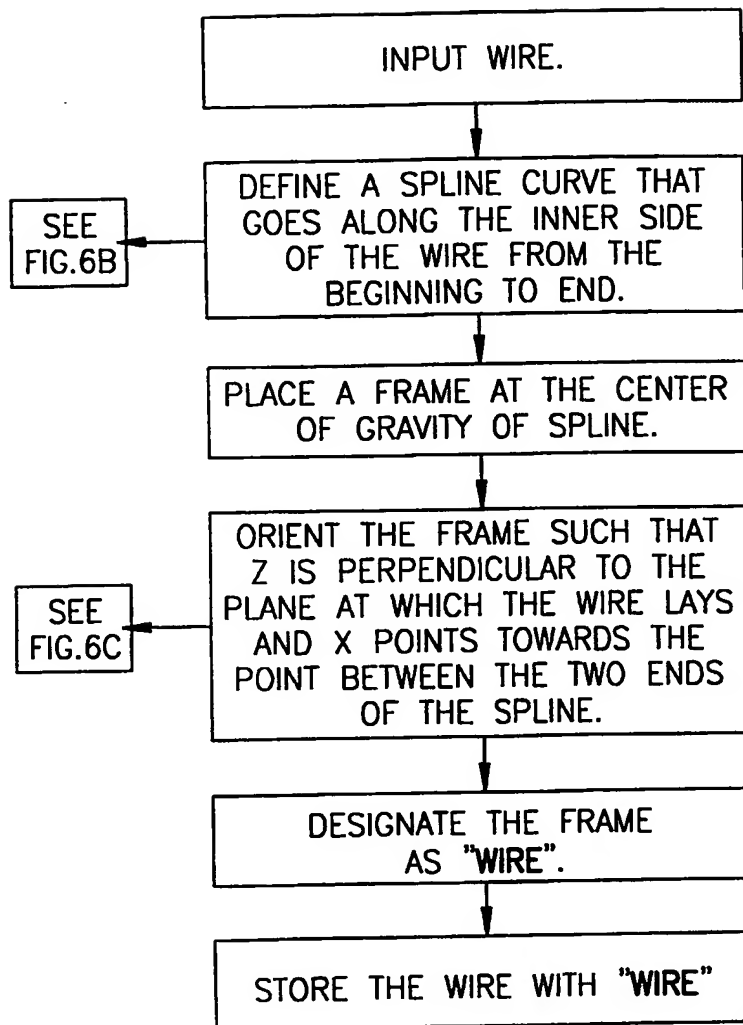 INPUT WIRE.
DEFINE A SPLINE CURVE THAT
GOES ALONG THE INNER SIDE
OF THE WIRE FROM THE
BEGINNING TO END.
SEE
FIG.6B
PLACE A FRAME AT THE CENTER
OF GRAVITY OF SPLINE.
ORIENT THE FRAME SUCH THAT
Z IS PERPENDICULAR TO THE
PLANE AT WHICH THE WIRE LAYS
AND X POINTS TOWARDS THE
POINT BETWEEN THE TWO ENDS
OF THE SPLINE.
SEE
FIG.6C
DESIGNATE THE FRAME
AS "WIRE".
STORE THE WIRE WITH "WIRE"